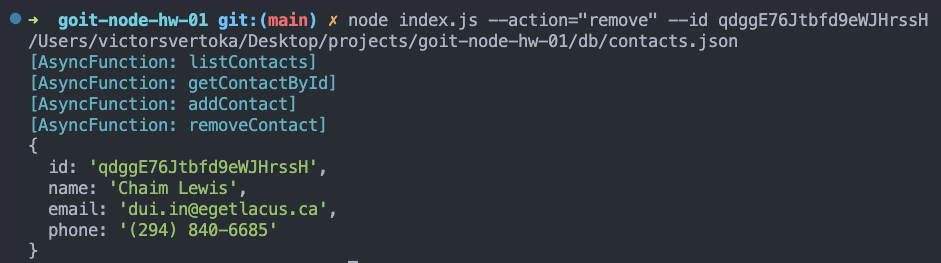 ➜ goit-node-hw-01 git:(main) ✗ node index.js --action="remove" --id qdggE76Jtbfd9eWJHrssH
/Users/victorsvertoka/Desktop/projects/goit-node-hw-01/db/contacts.json
[AsyncFunction: listContacts]
[AsyncFunction: getContactById]
[AsyncFunction: addContact]
[AsyncFunction: removeContact]
{
  id: 'qdggE76Jtbfd9eWJHrssH',
  name: 'Chaim Lewis',
  email: 'dui.in@egetlacus.ca',
  phone: '(294) 840-6685'
}